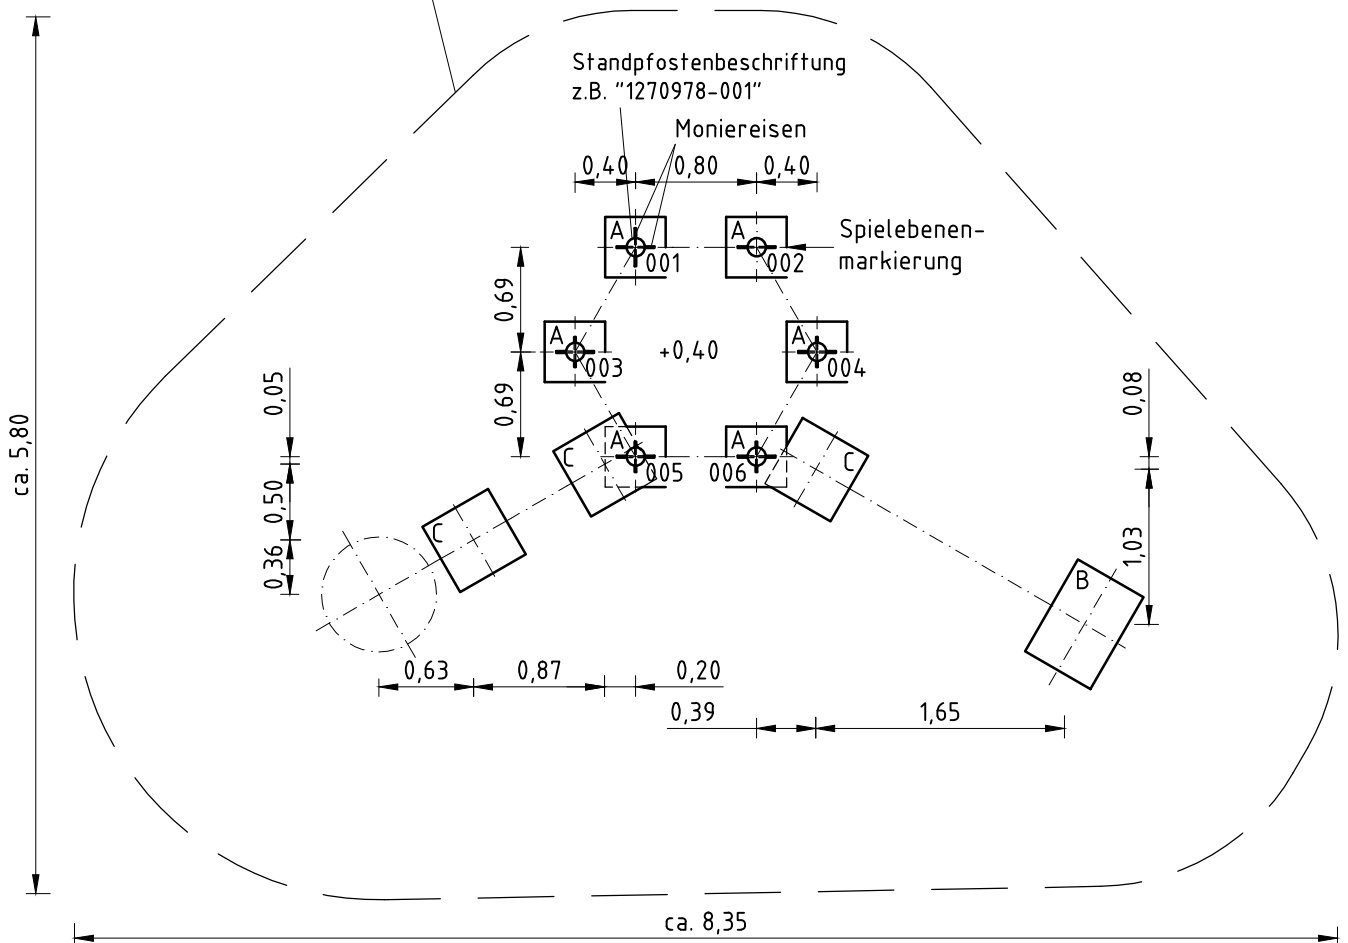 Standpfostenbeschriftung
z.B. "1270978-001"
Moniereisen
0,40 0,80 0,40
A A
001 002
Spielebenen-
markierung
0,69
A A
+0,40
003 004
0,69
0,05
0,08
ca. 5,80
A A
C C
005 006
0,50
C
1,03
0,36
B
0,63 0,87 0,20
0,39 1,65
ca. 8,35